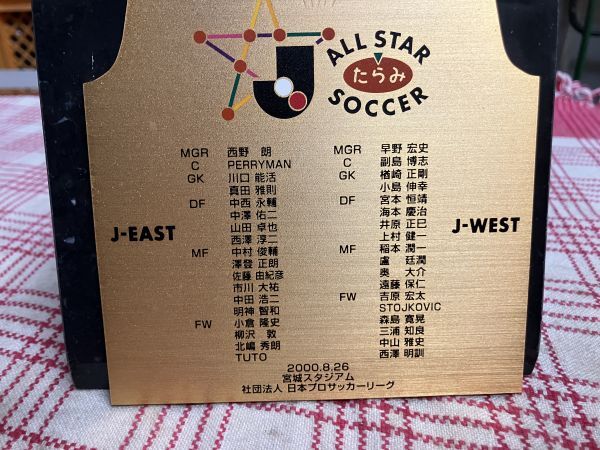 ALL STAR
たらみ
SOCCER
J-EAST
MGR 西野 朗
C PERRYMAN
GK 川口 能活
真田 雅則
DF 中西 永輔
中澤 佑二
山田 卓也
西澤 淳二
MF 中村 俊輔
澤登 正朗
佐藤 由紀彦
市川 大祐
中田 浩二
明神 智和
FW 小倉 隆史
柳沢 敦
北嶋 秀朗
TUTO
J-WEST
MGR 早野 宏史
C 副島 博志
GK 楢崎 正剛
小島 伸幸
DF 宮本 恒靖
海本 慶治
井原 正巳
上村 健一
MF 稲本 潤一
盧 廷潤
奥 大介
遠藤 保仁
FW 吉原 宏太
STOJKOVIC
森島 寛晃
三浦 知良
中山 雅史
西澤 明訓
2000.8.26
宮城スタジアム
社団法人 日本プロサッカーリーグ